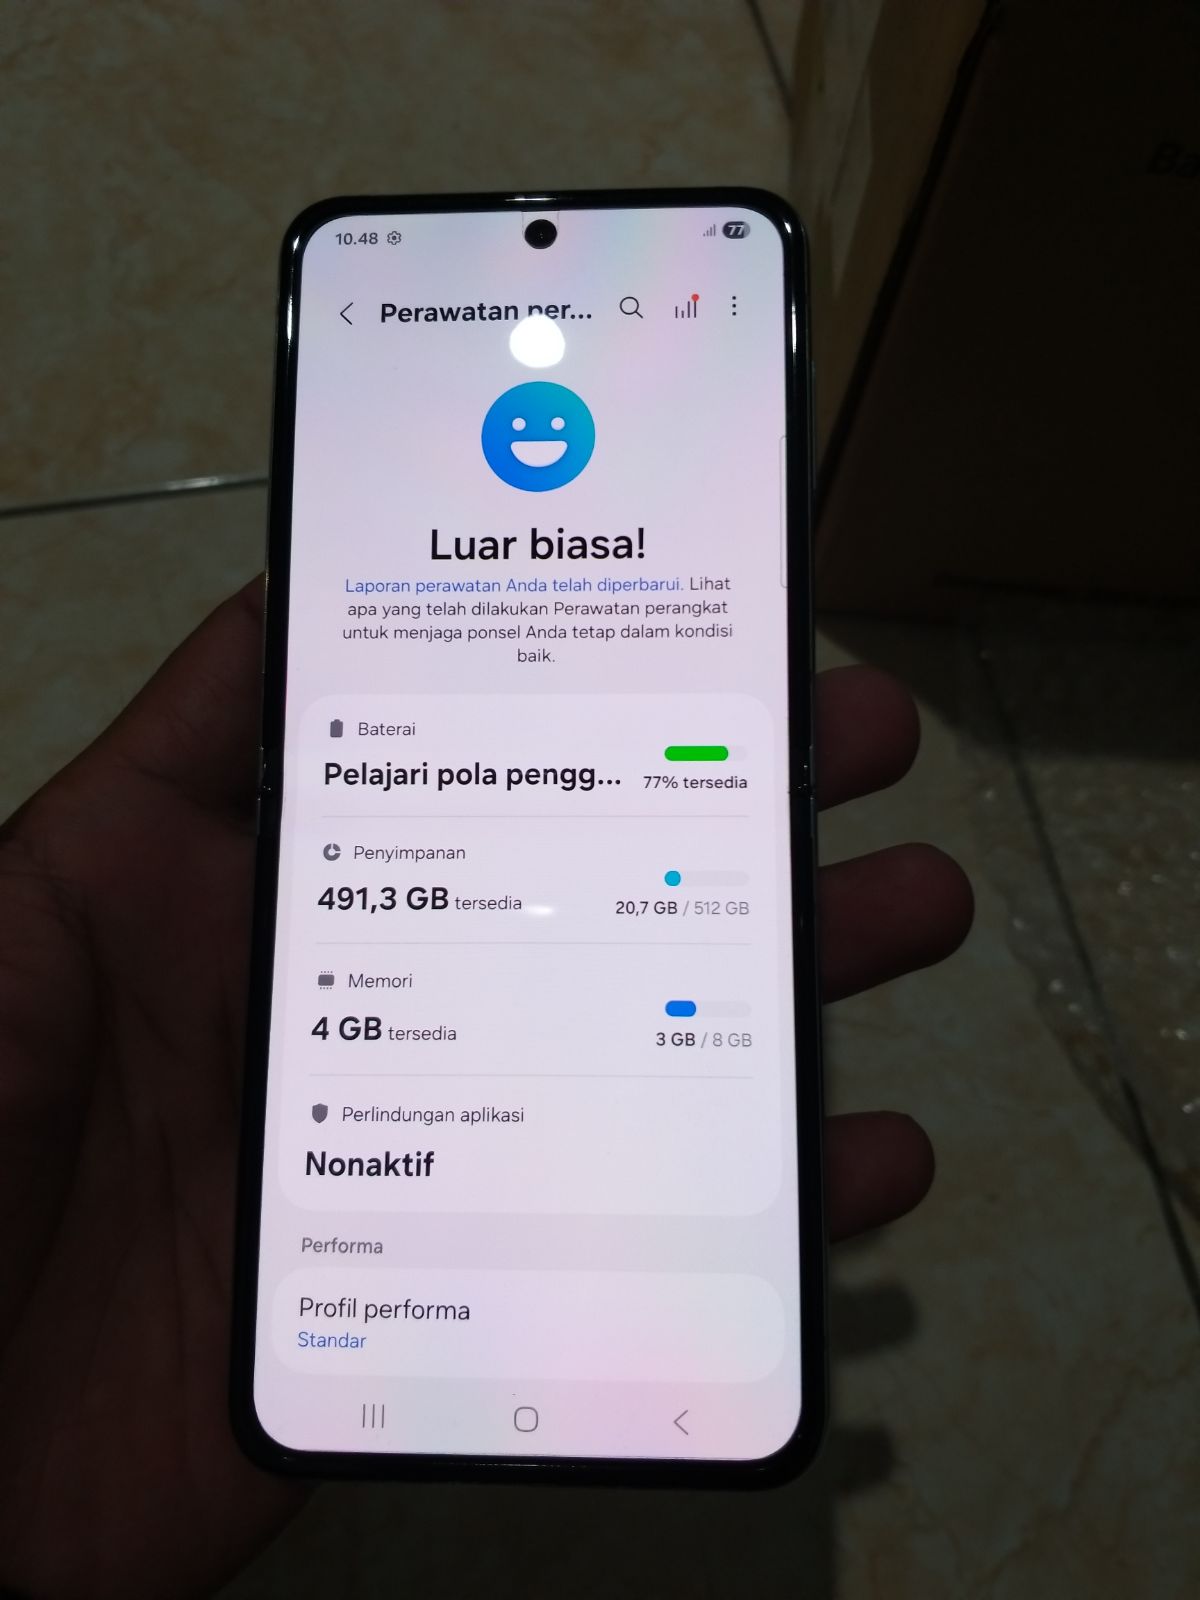 10.48
77
Perawatan per...
Luar biasa!
Laporan perawatan Anda telah diperbarui. Lihat
apa yang telah dilakukan Perawatan perangkat
untuk menjaga ponsel Anda tetap dalam kondisi
baik.
Baterai
Pelajari pola pengg...
77% tersedia
Penyimpanan
491,3 GB tersedia
20,7 GB / 512 GB
Memori
4 GB tersedia
3 GB / 8 GB
Perlindungan aplikasi
Nonaktif
Performa
Profil performa
Standar